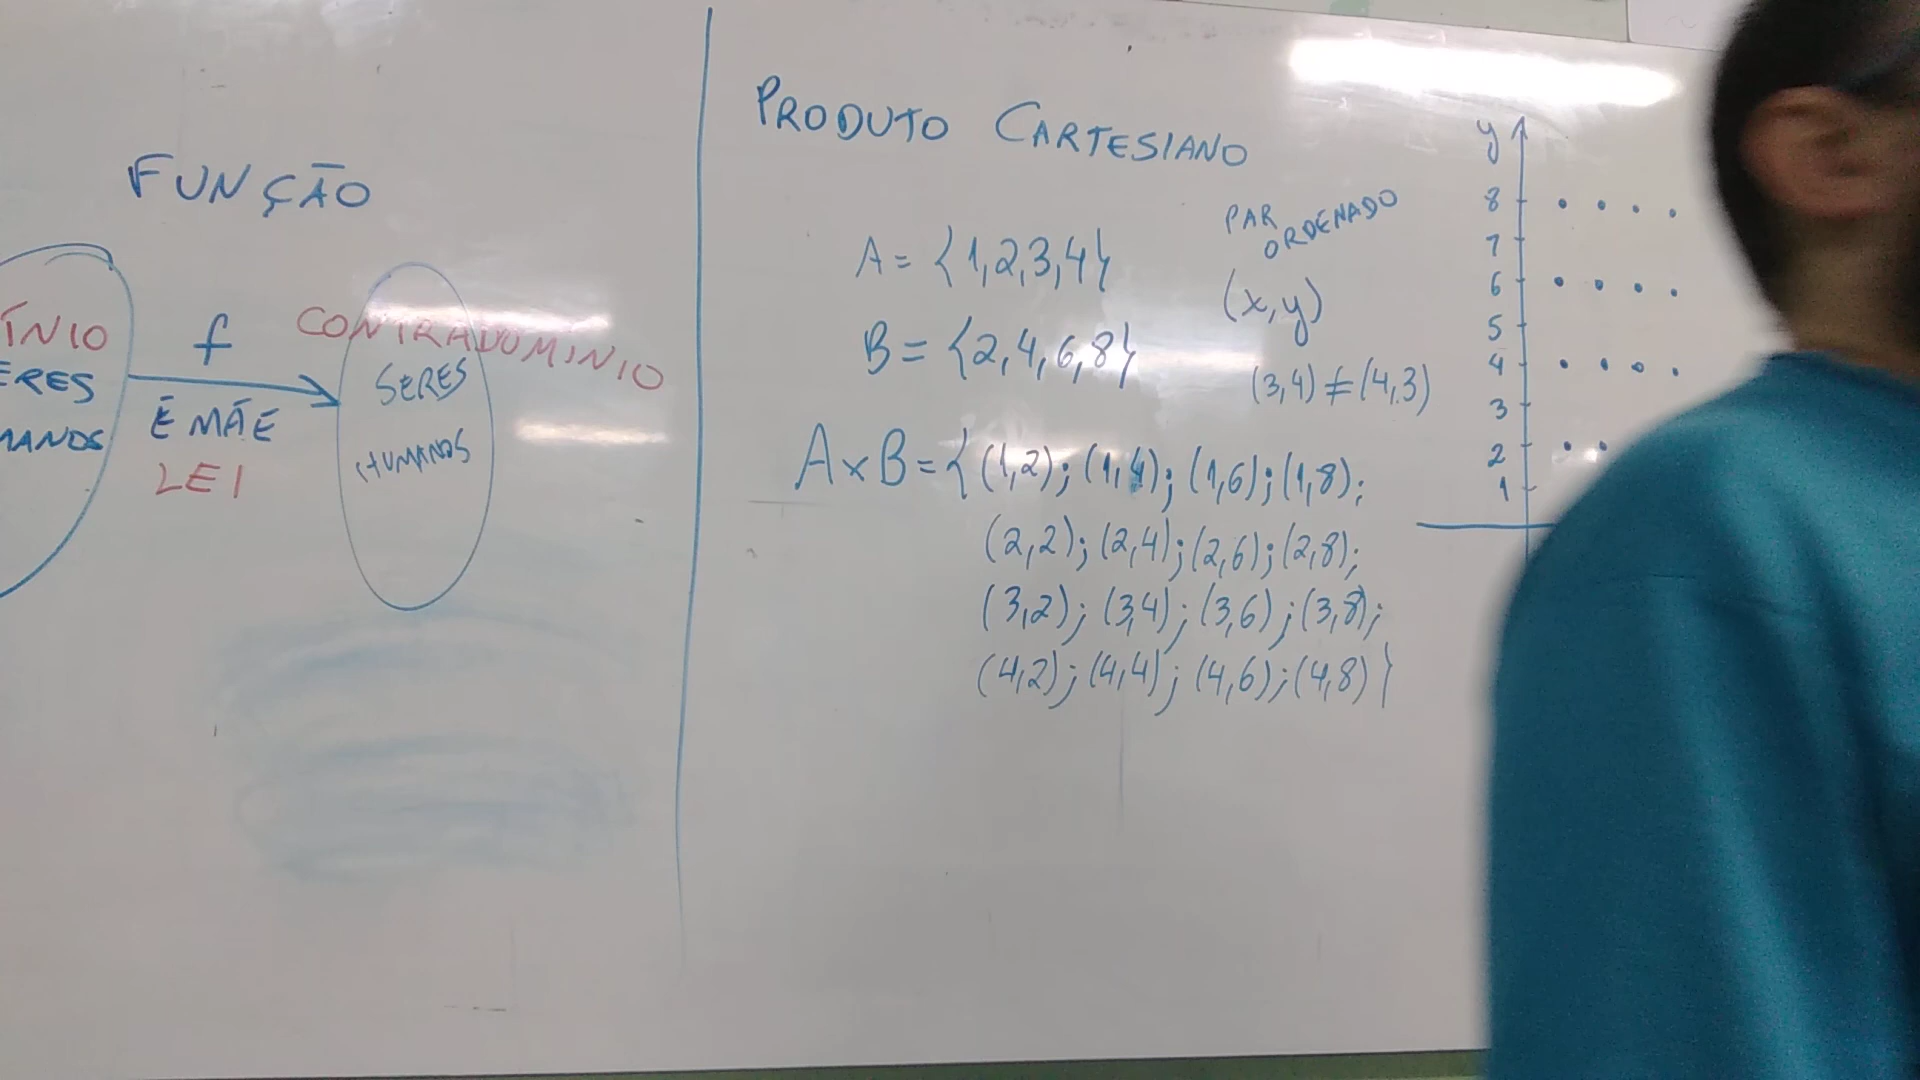 FUNÇÃO
ÍNIO
ERES
MANOS
f
É MÃE
LEI
CONTRADOMÍNIO
SERES
HUMANOS
PRODUTO CARTESIANO
A = {1,2,3,4}
B = {2,4,6,8}
PAR
ORDENADO
(x,y)
(3,4) ≠ (4,3)
A×B = {(1,2); (1,4); (1,6); (1,8);
(2,2); (2,4); (2,6); (2,8);
(3,2); (3,4); (3,6); (3,8);
(4,2); (4,4); (4,6); (4,8)}
y
8
7
6
5
4
3
2
1